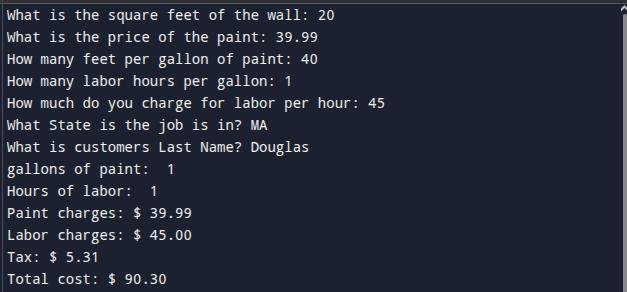 What is the square feet of the wall: 20
What is the price of the paint: 39.99
How many feet per gallon of paint: 40
How many labor hours per gallon: 1
How much do you charge for labor per hour: 45
What State is the job is in? MA
What is customers Last Name? Douglas
gallons of paint:  1
Hours of labor:  1
Paint charges: $ 39.99
Labor charges: $ 45.00
Tax: $ 5.31
Total cost: $ 90.30